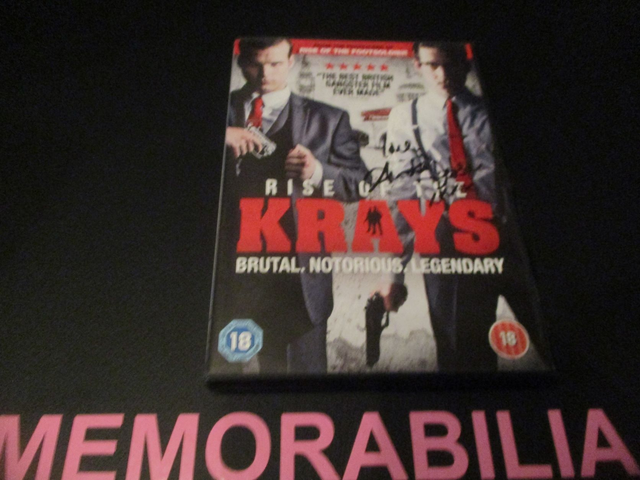 RISE OF THE FOOTSOLDIER
"THE BEST BRITISH
GANGSTER FILM
EVER MADE"
RISE OF THE
KRAYS
BRUTAL. NOTORIOUS. LEGENDARY
18
18
MEMORABILIA